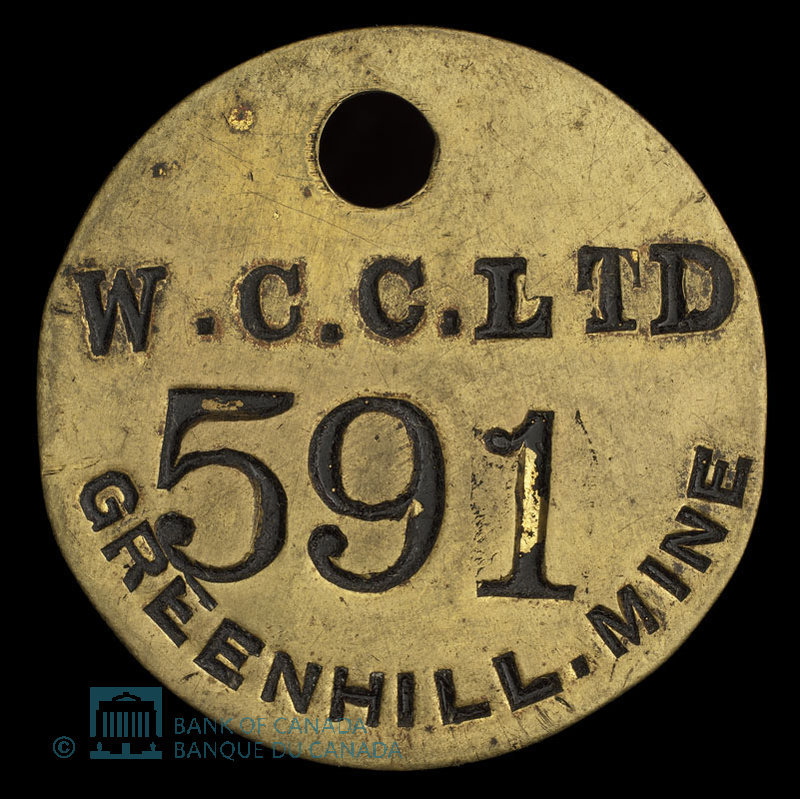 W.C.C.LTD
591
GREENHILL.MINE
© BANK OF CANADA
BANQUE DU CANADA